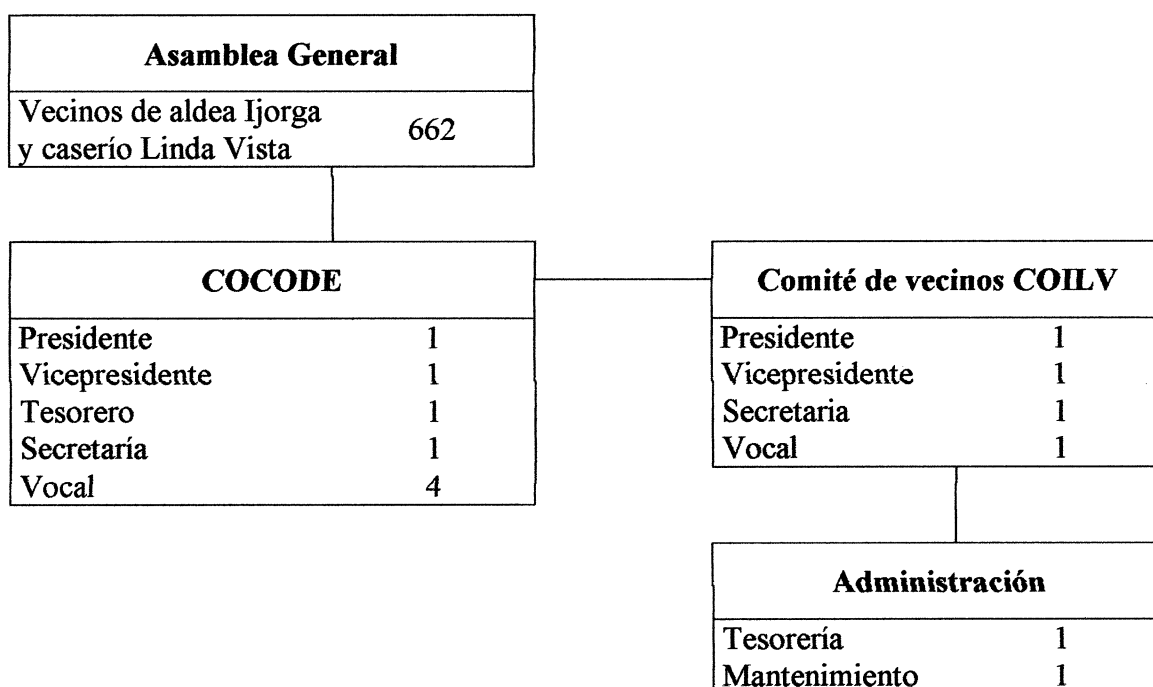 Asamblea General
Vecinos de aldea Ijorga
y caserío Linda Vista
662
COCODE
Presidente 1
Vicepresidente 1
Tesorero 1
Secretaría 1
Vocal 4
Comité de vecinos COILV
Presidente 1
Vicepresidente 1
Secretaria 1
Vocal 1
Administración
Tesorería 1
Mantenimiento 1